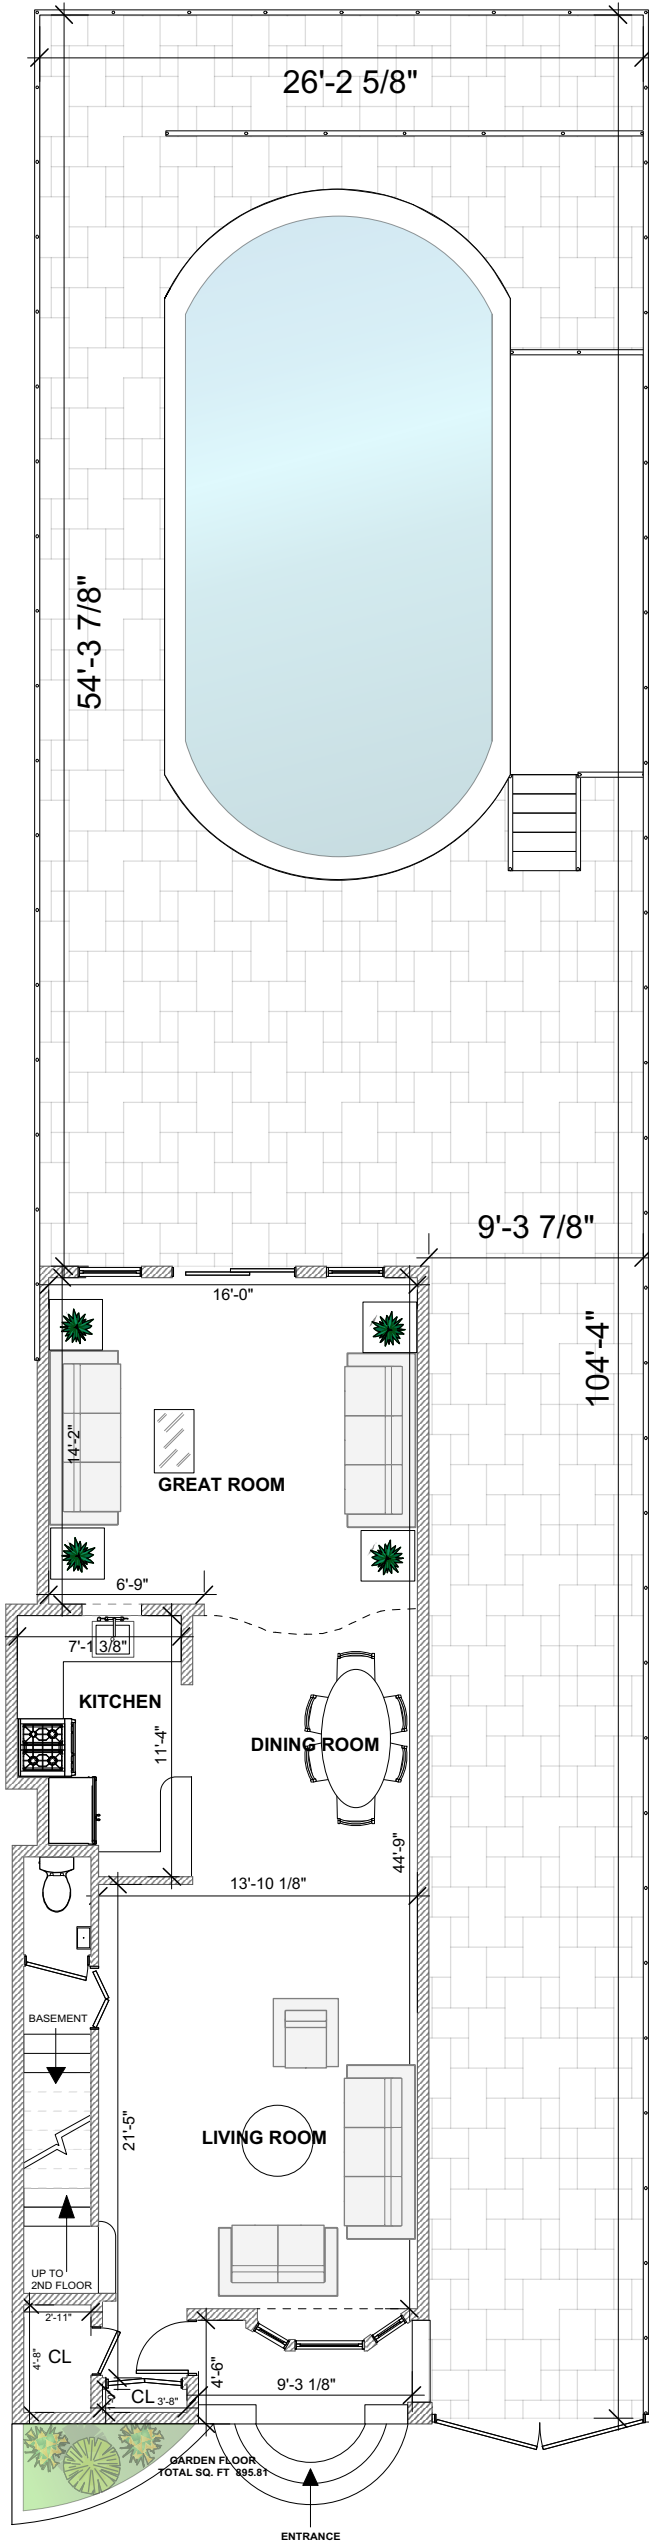 26'-2 5/8"
54'-3 7/8"
9'-3 7/8"
16'-0"
104'-4"
14'-2"
GREAT ROOM
6'-9"
7'-1 3/8"
KITCHEN
11'-4"
DINING ROOM
44'-9"
13'-10 1/8"
BASEMENT
21'-5"
LIVING ROOM
UP TO
2ND FLOOR
2'-11"
4'-8"
CL
4'-6"
9'-3 1/8"
CL
3'-8"
GARDEN FLOOR
TOTAL SQ. FT 895.81
ENTRANCE